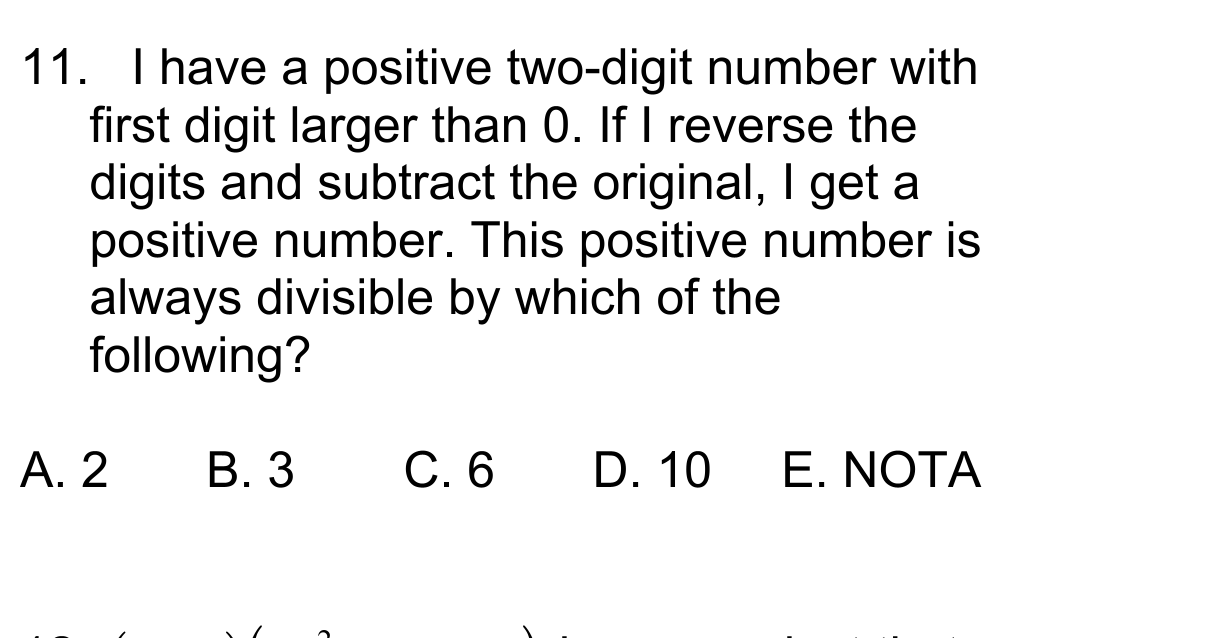 11. I have a positive two-digit number with
first digit larger than 0. If I reverse the
digits and subtract the original, I get a
positive number. This positive number is
always divisible by which of the
following?
A. 2 B. 3 C. 6 D. 10 E. NOTA